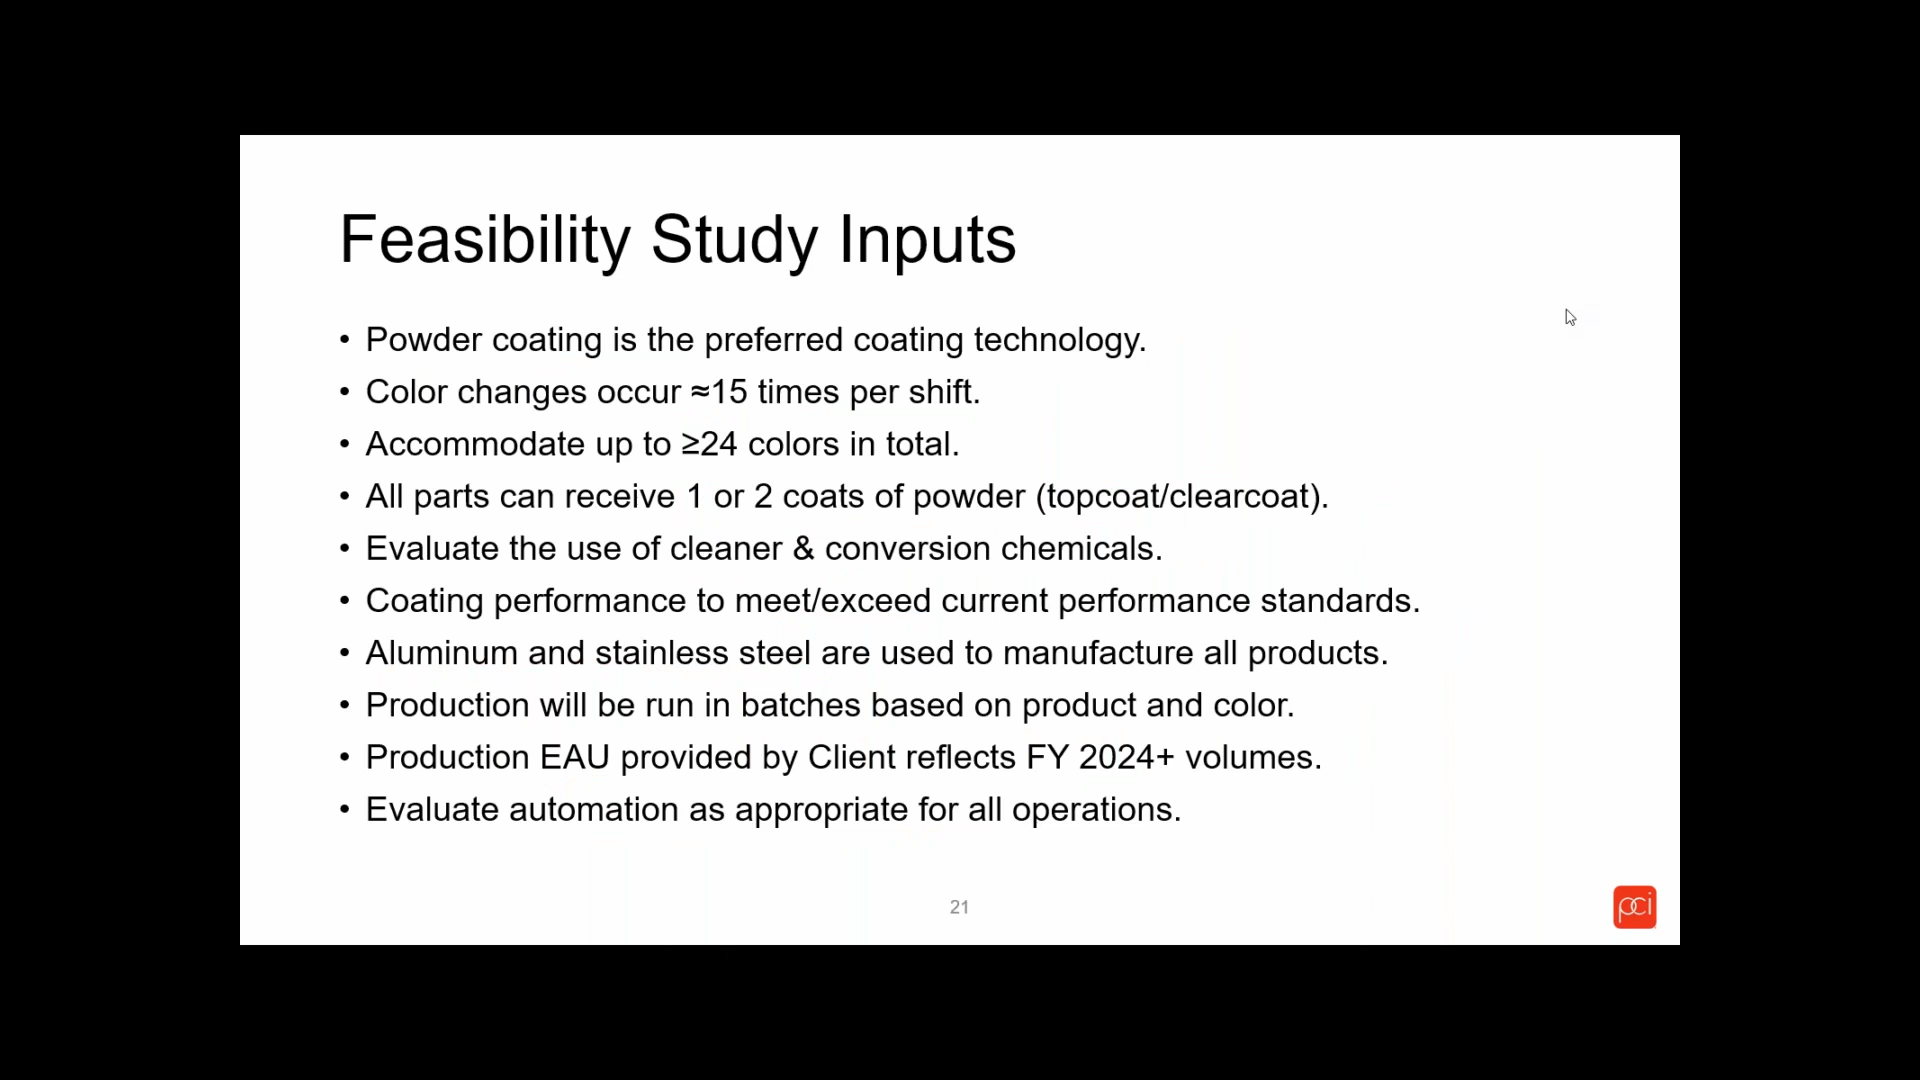 Feasibility Study Inputs
• Powder coating is the preferred coating technology.
• Color changes occur ≈15 times per shift.
• Accommodate up to ≥24 colors in total.
• All parts can receive 1 or 2 coats of powder (topcoat/clearcoat).
• Evaluate the use of cleaner & conversion chemicals.
• Coating performance to meet/exceed current performance standards.
• Aluminum and stainless steel are used to manufacture all products.
• Production will be run in batches based on product and color.
• Production EAU provided by Client reflects FY 2024+ volumes.
• Evaluate automation as appropriate for all operations.
21
pci